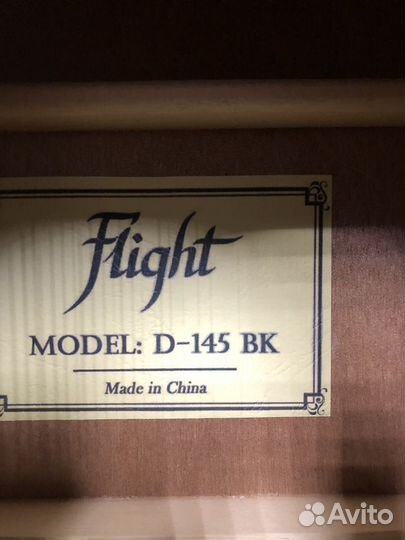 Flight
MODEL: D-145 BK
Made in China
Avito